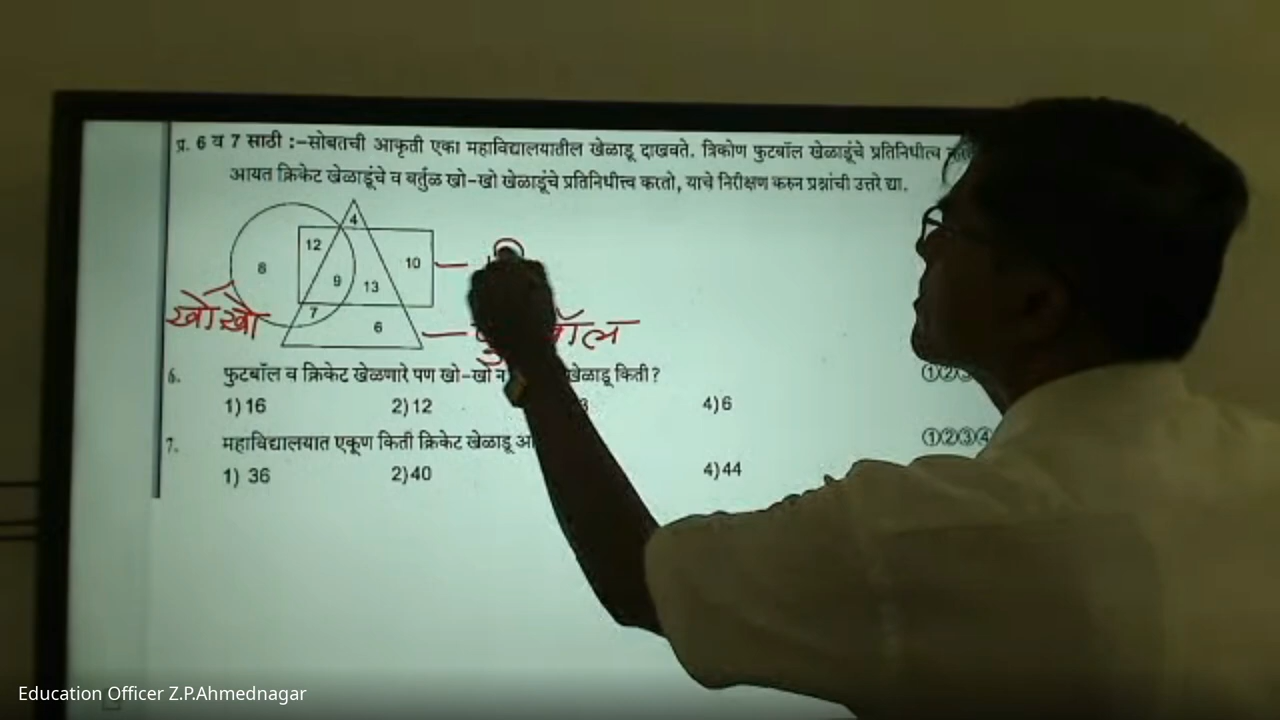 प्र. 6 व 7 साठी :–सोबतची आकृती एका महाविद्यालयातील खेळाडू दाखवते. त्रिकोण फुटबॉल खेळाडूंचे प्रतिनिधीत्व
आयत क्रिकेट खेळाडूंचे व वर्तुळ खो-खो खेळाडूंचे प्रतिनिधीत्त्व करतो, याचे निरीक्षण करुन प्रश्नांची उत्तरे द्या.
4
12
8
9
13
10
7
6
खो खो
6. फुटबॉल व क्रिकेट खेळणारे पण खो-खो खेळाडू किती?
1) 16 2) 12 4) 6
7. महाविद्यालयात एकूण किती क्रिकेट खेळाडू
①②③④
1) 36 2) 40 4) 44
Education Officer Z.P.Ahmednagar